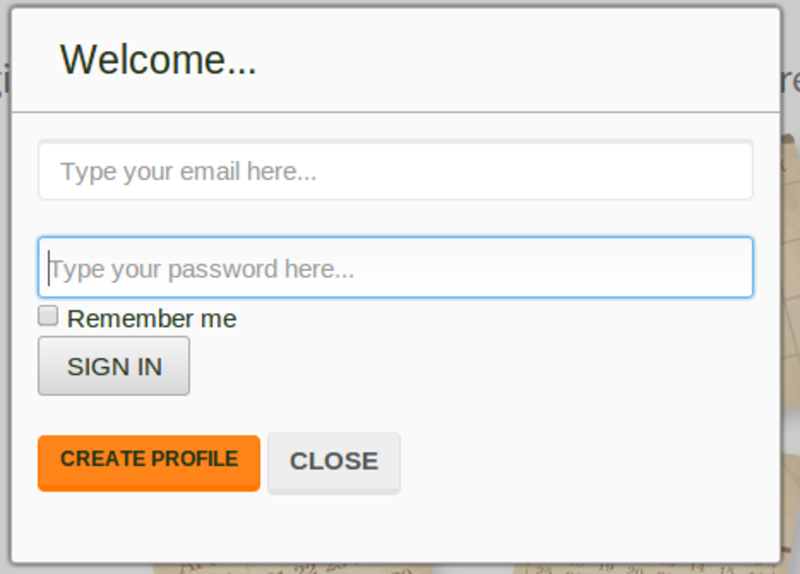 Welcome...
Type your email here...
Type your password here...
Remember me
SIGN IN
CREATE PROFILE
CLOSE